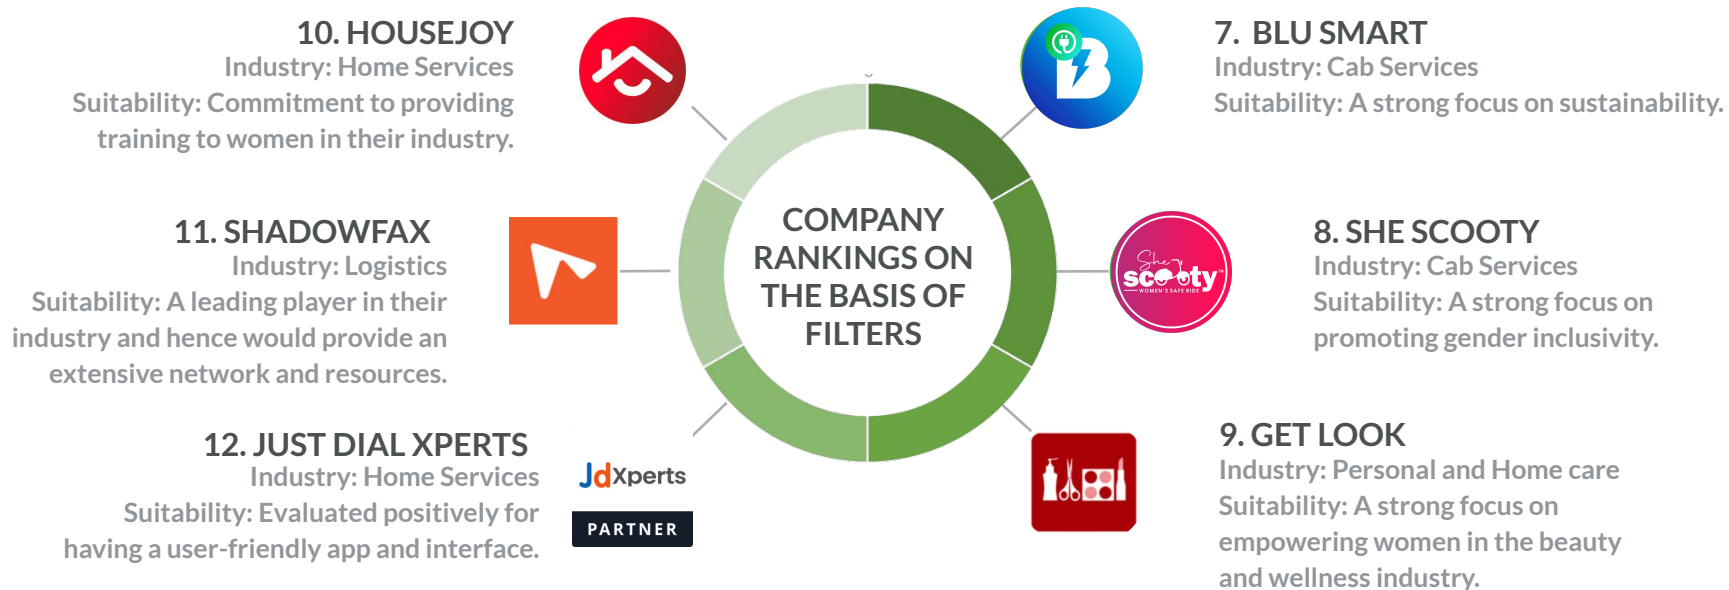 10. HOUSEJOY
Industry: Home Services
Suitability: Commitment to providing
training to women in their industry.
11. SHADOWFAX
Industry: Logistics
Suitability: A leading player in their
industry and hence would provide an
extensive network and resources.
12. JUST DIAL XPERTS
Industry: Home Services
Suitability: Evaluated positively for
having a user-friendly app and interface.
JdXperts
PARTNER
COMPANY
RANKINGS ON
THE BASIS OF
FILTERS
B
7. BLU SMART
Industry: Cab Services
Suitability: A strong focus on sustainability.
She
scooty™
WOMEN'S SAFE RIDE
8. SHE SCOOTY
Industry: Cab Services
Suitability: A strong focus on
promoting gender inclusivity.
9. GET LOOK
Industry: Personal and Home care
Suitability: A strong focus on
empowering women in the beauty
and wellness industry.